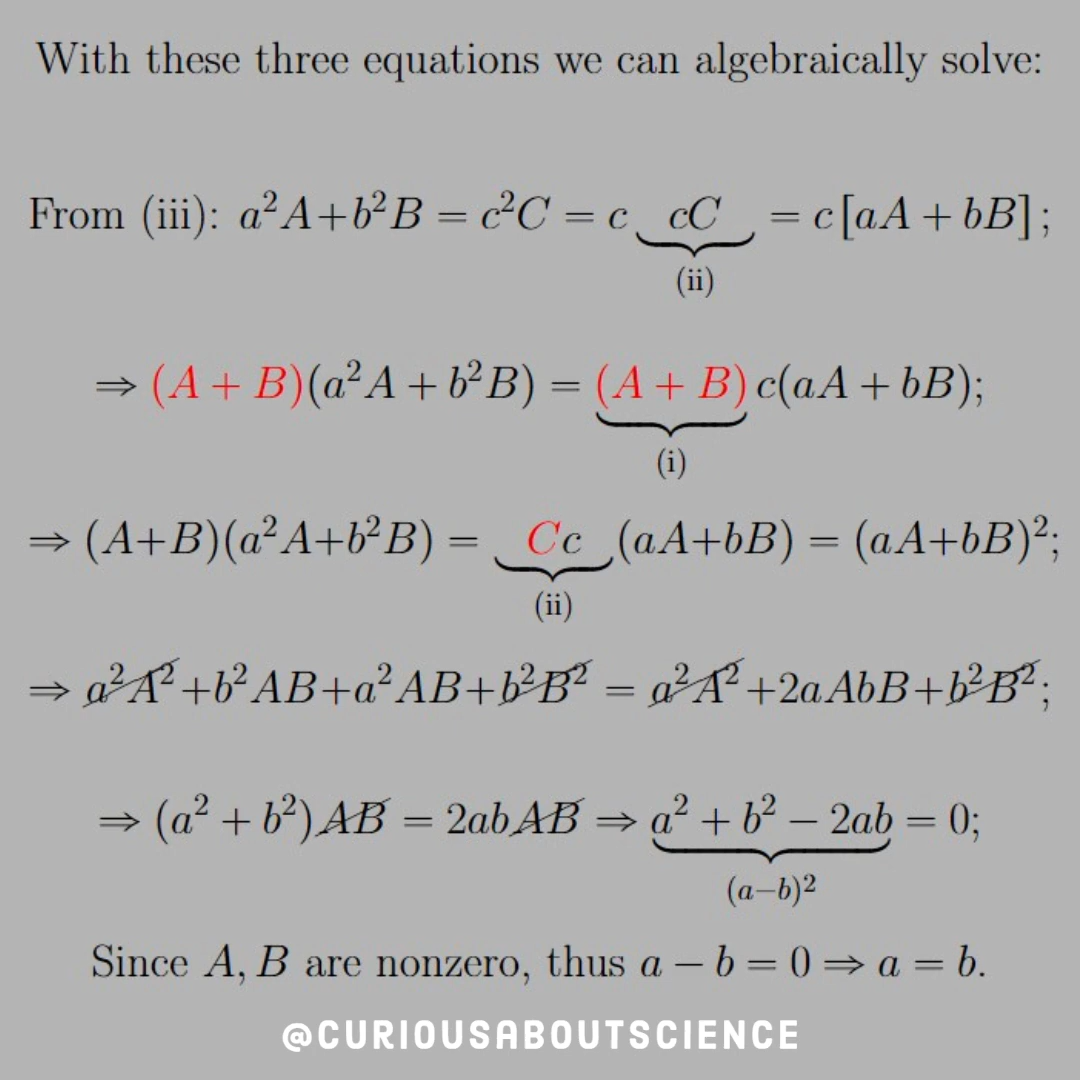 With these three equations we can algebraically solve:
From (iii): a²A+b²B = c²C = c cC = c[aA + bB];
(ii)
⇒ (A + B)(a²A + b²B) = (A + B) c(aA + bB);
(i)
⇒ (A+B)(a²A+b²B) = Cc (aA+bB) = (aA+bB)²;
(ii)
⇒ a²A²+b²AB+a²AB+b²B² = a²A²+2aAbB+b²B²;
⇒ (a² + b²)AB = 2abAB ⇒ a² + b² − 2ab = 0;
(a−b)²
Since A, B are nonzero, thus a − b = 0 ⇒ a = b.
@CURIOUSABOUTSCIENCE